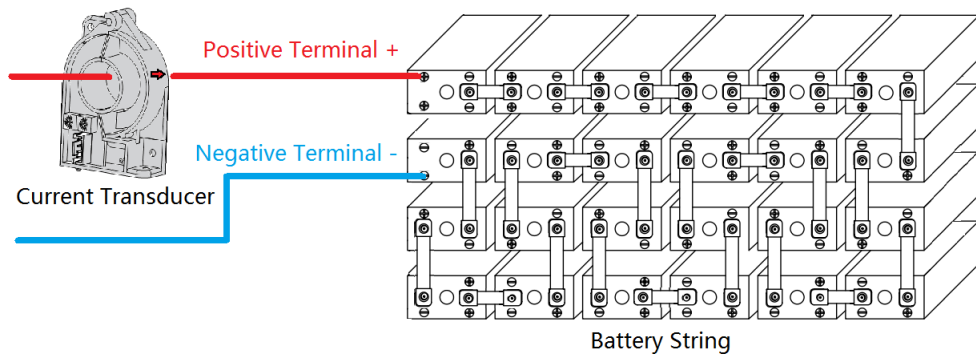 Positive Terminal +
Negative Terminal -
Current Transducer
Battery String